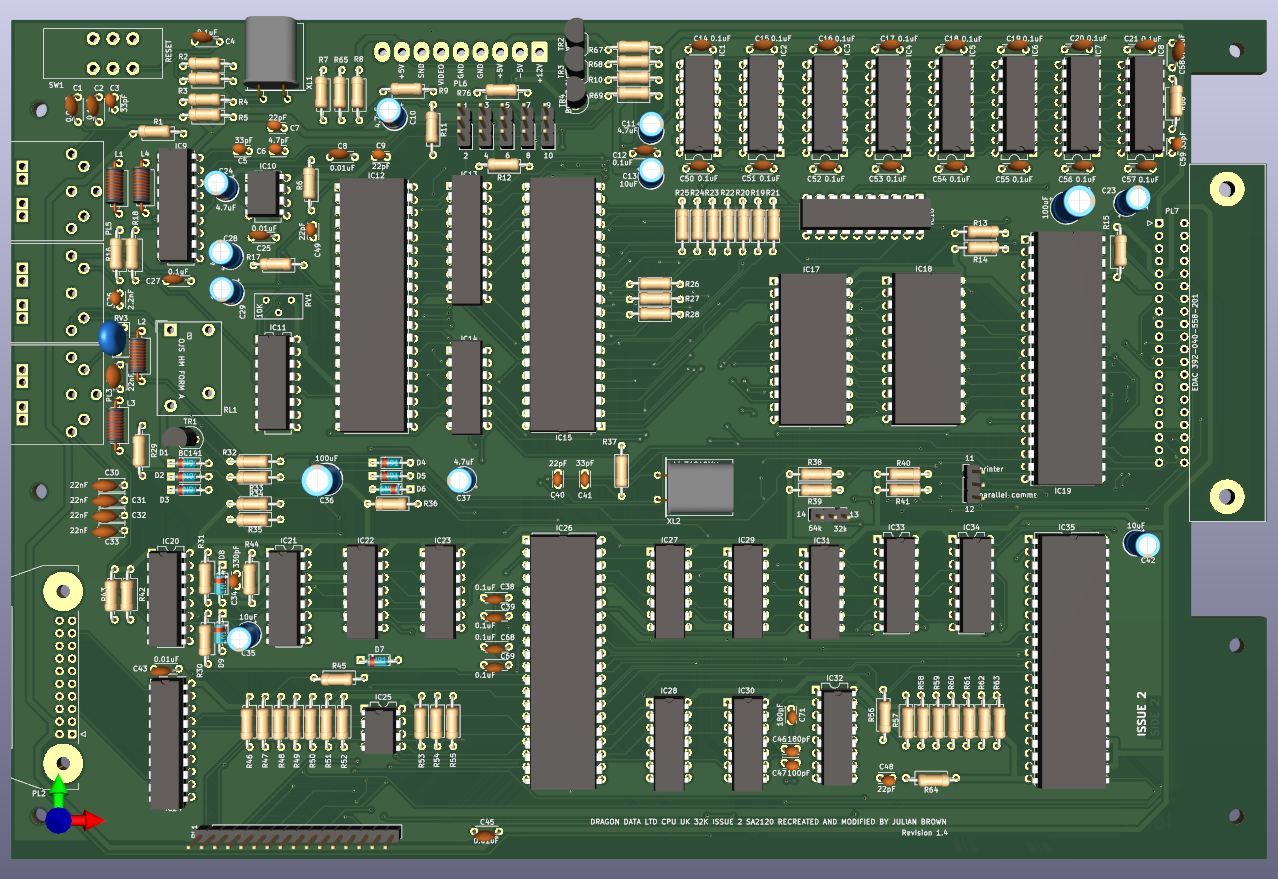 RESET
SW1
C4
R2
R3
R4
R5
XL1
R7 R65 R8
+5V
GND
VIDEO
GND
GND
+5V
-5V
+12V
PL6
R76
R9
C10
R11
TR2
TR3
TR4
R67
R68
R10
R69
C14 0.1uF
C15 0.1uF
C16 0.1uF
C17 0.1uF
C18 0.1uF
C19 0.1uF
C20 0.1uF
C21 0.1uF
IC1
IC2
IC3
IC4
IC5
IC6
IC7
IC8
C58
C1
C2
C3
33pF
R1
22pF
C7
33pF
4.7pF
C5
C6
C8
0.01uF
C9
22pF
1 3 5 7 9
2 4 6 8 10
R12
C11
4.7uF
C12
0.1uF
C13
10uF
C50 0.1uF
C51 0.1uF
C52 0.1uF
C53 0.1uF
C54 0.1uF
C55 0.1uF
C56 0.1uF
C57 0.1uF
C59 33pF
L1
L4
IC9
C24
4.7uF
IC10
R6
IC12
R25 R24 R23 R22 R20 R19 R21
R13
R14
100uF
C23
R15
PL7
PL5
R18
R16
C28
0.01uF
C25
22pF
C49
R17
C27
0.1uF
2.2nF
C29
10K
RV1
R26
R27
R28
IC17
IC18
EDAC 392-040-558-201
RV3
L2
22nF
PL3
L3
OJS HM FORM A
RL1
IC11
IC14
IC15
TR1
BC141
R29
D1
D2
D3
R32
R33
R35
100uF
C36
D4
D5
D6
R36
4.7uF
C37
22pF
C40
33pF
C41
R37
XL2
R38
R39
14
13
64k
32k
R40
R41
11
12
parallel comms
IC19
C30
22nF
C31
22nF
C32
22nF
22nF
C33
IC20
R31
D8
330pF
C34
R44
IC21
IC22
IC23
IC26
IC27
IC29
IC31
IC33
IC34
IC35
10uF
C42
R43
R42
R30
D9
10uF
C35
0.1uF
C38
C39
0.1uF
0.1uF
C68
C69
0.1uF
D7
C43
0.01uF
R45
IC25
R46 R47 R48 R49 R50 R51 R52
R53 R54 R55
IC28
IC30
IC32
180pF
C71
C46
180pF
C47
100pF
R56
R57
R58
R59
R60
R61
R62
R63
C48
22pF
R64
ISSUE 2
SIDE 2
PL2
C45
0.01uF
DRAGON DATA LTD CPU UK 32K ISSUE 2 SA2120 RECREATED AND MODIFIED BY JULIAN BROWN
Revision 1.4